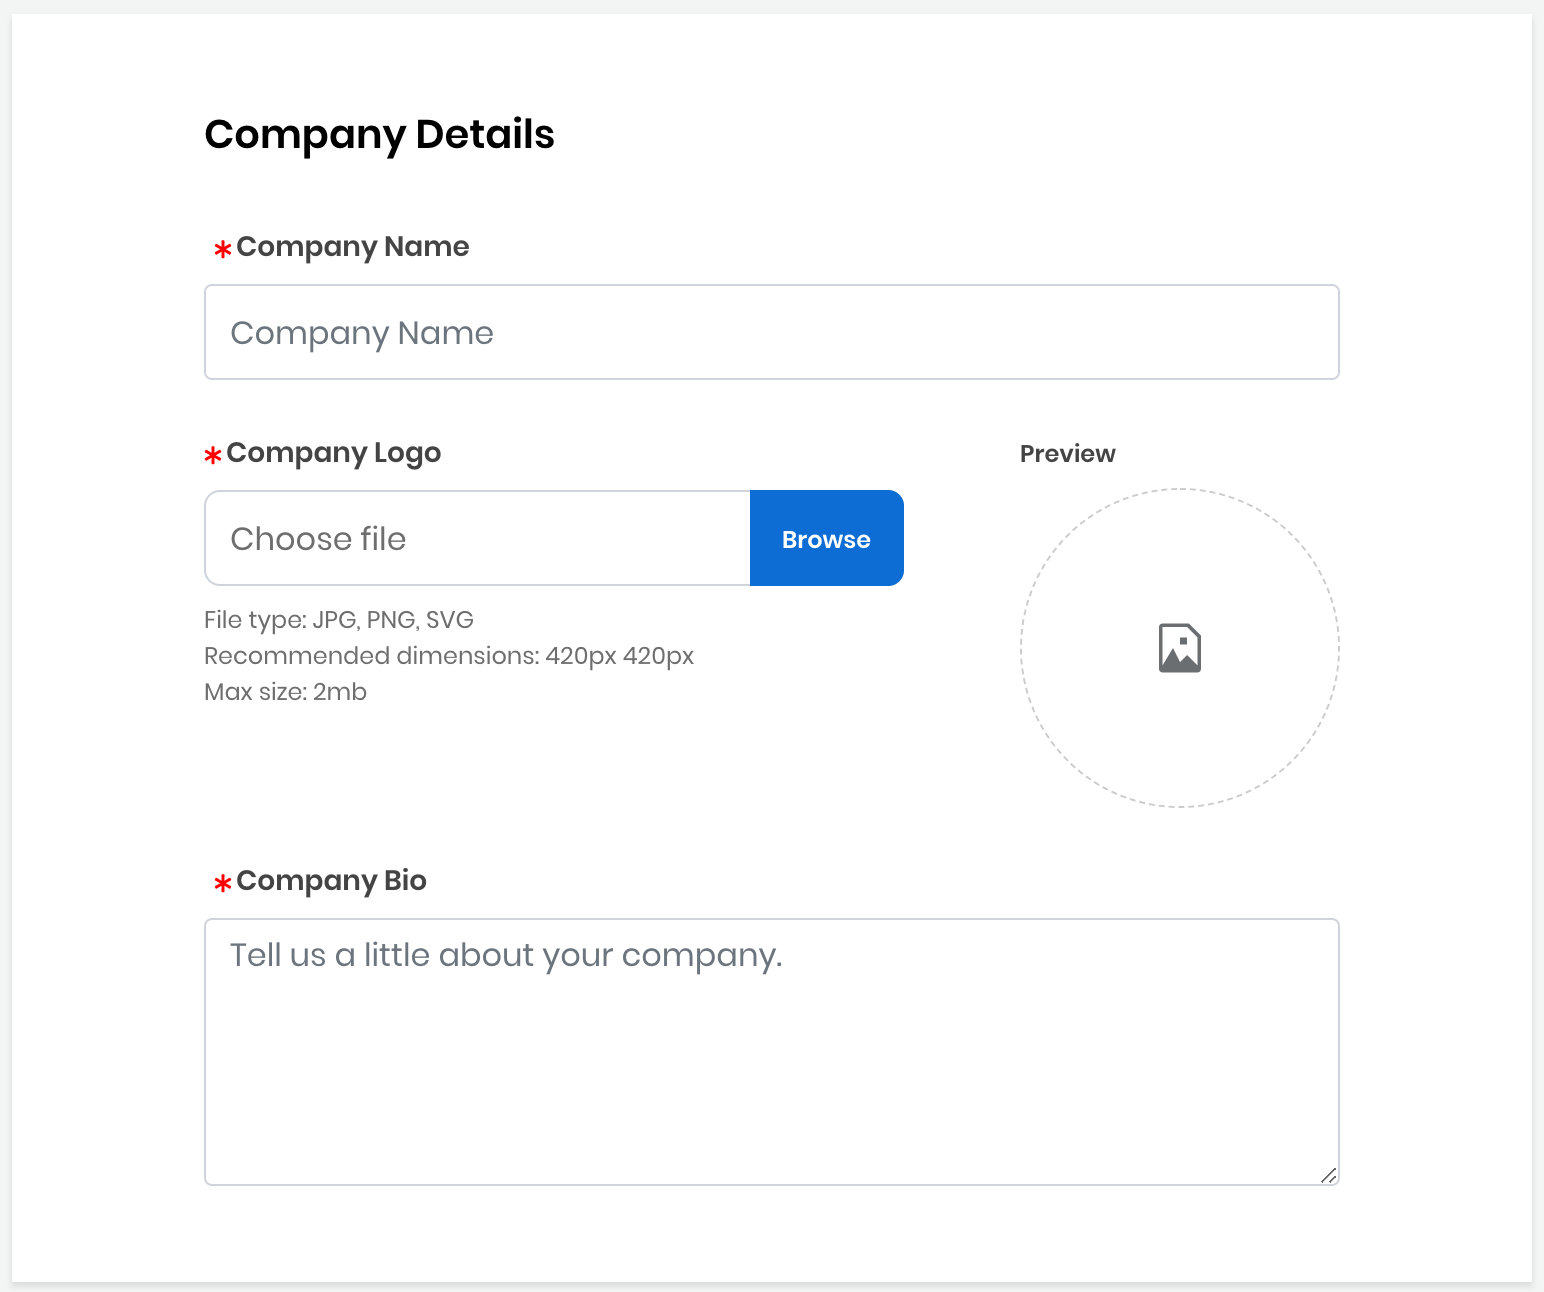 Company Details
*Company Name
Company Name
*Company Logo
Preview
Choose file
Browse
File type: JPG, PNG, SVG
Recommended dimensions: 420px 420px
Max size: 2mb
*Company Bio
Tell us a little about your company.